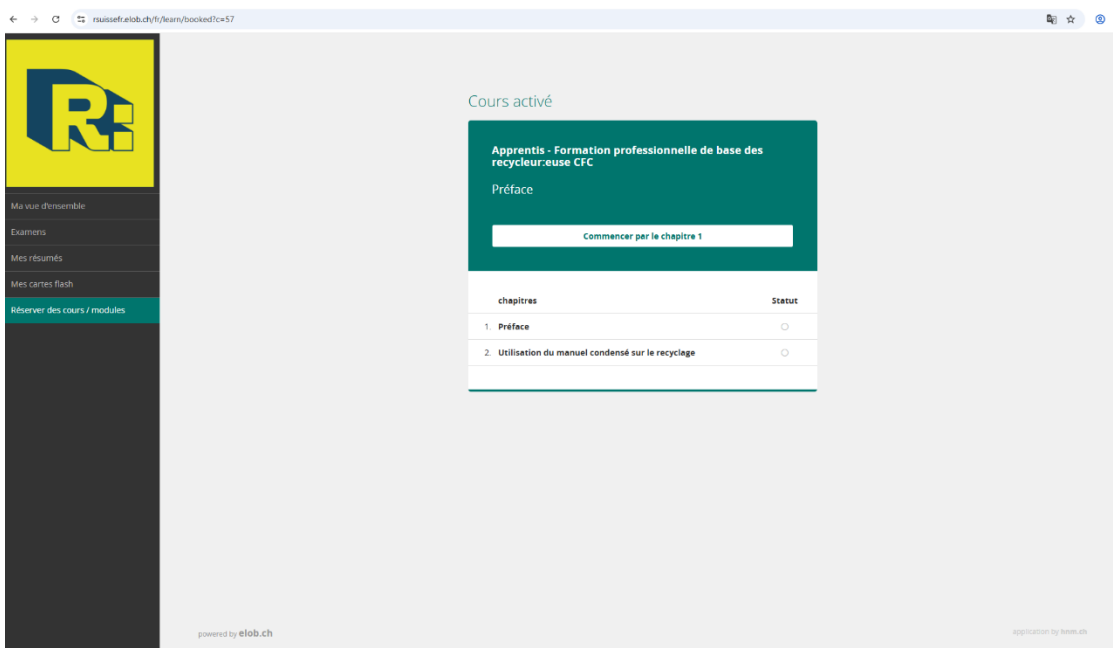 rsuissefr.elob.ch/fr/learn/booked?c=57
R:
Ma vue d'ensemble
Examens
Mes résumés
Mes cartes flash
Réserver des cours / modules
Cours activé
Apprentis - Formation professionnelle de base des
recycleur:euse CFC
Préface
Commencer par le chapitre 1
chapitres Statut
1. Préface
2. Utilisation du manuel condensé sur le recyclage
powered by elob.ch
application by